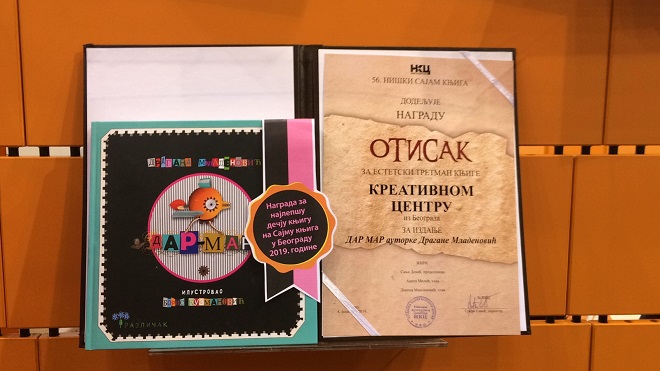 ДРАГАНА МЛАДЕНОВИЋ
ДАР-МАР
ИЛУСТРОВАО
РАЗЛИЧАК
Награда за
најлепшу
дечју књигу
на Сајму књига
у Београду
2019. године
НКЦ
56. НИШКИ САЈАМ КЊИГА
ДОДЕЉУЈЕ
НАГРАДУ
ОТИСАК
ЗА ЕСТЕТСКИ ТРЕТМАН КЊИГЕ
КРЕАТИВНОМ
ЦЕНТРУ
из Београда
ЗА ИЗДАЊЕ
ДАР МАР ауторке Драгане Младеновић